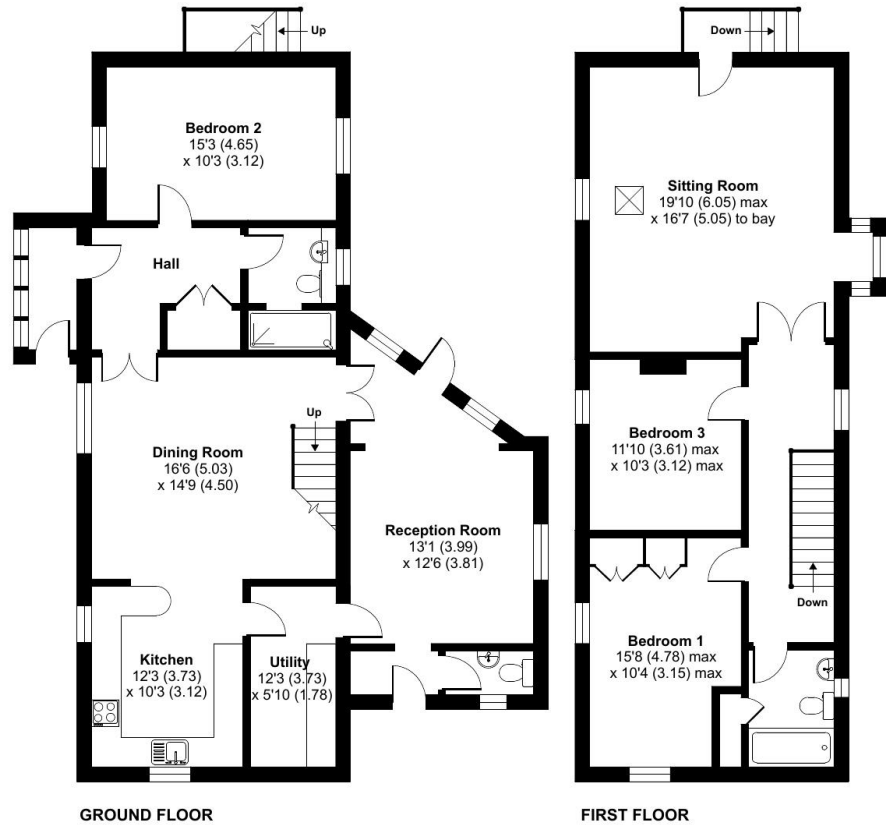 Up
Bedroom 2
15'3 (4.65)
x 10'3 (3.12)
Hall
Up
Dining Room
16'6 (5.03)
x 14'9 (4.50)
Reception Room
13'1 (3.99)
x 12'6 (3.81)
Kitchen
12'3 (3.73)
x 10'3 (3.12)
Utility
12'3 (3.73)
x 5'10 (1.78)
GROUND FLOOR
Down
Sitting Room
19'10 (6.05) max
x 16'7 (5.05) to bay
Bedroom 3
11'10 (3.61) max
x 10'3 (3.12) max
Down
Bedroom 1
15'8 (4.78) max
x 10'4 (3.15) max
FIRST FLOOR